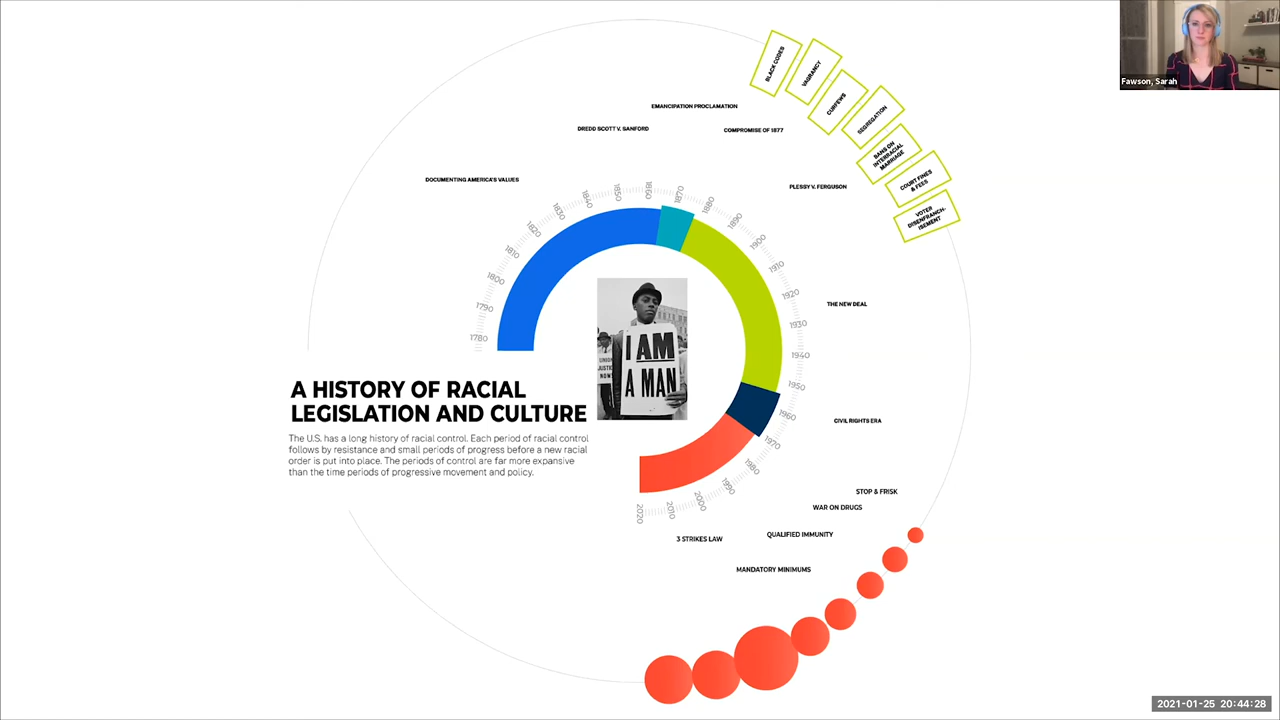 BLACK CODES
VAGRANCY
CURFEWS
SEGREGATION
SANS ON
INTERRACIAL
MARRIAGE
COURT FINES
& FEES
VOTER
DISENFRANCH-
ISEMENT
Fawson, Sarah
EMANCIPATION PROCLAMATION
DREDD SCOTT V. SANFORD
COMPROMISE OF 1877
DOCUMENTING AMERICA'S VALUES
PLESSY V. FERGUSON
THE NEW DEAL
CIVIL RIGHTS ERA
STOP & FRISK
WAR ON DRUGS
QUALIFIED IMMUNITY
3 STRIKES LAW
MANDATORY MINIMUMS
1780
1790
1800
1810
1820
1830
1840
1850
1860
1870
1880
1890
1900
1910
1920
1930
1940
1950
1960
1970
1980
1990
2000
2010
2020
I AM
A MAN
UNION
JUSTICE
NOW!
A HISTORY OF RACIAL
LEGISLATION AND CULTURE
The U.S. has a long history of racial control. Each period of racial control
follows by resistance and small periods of progress before a new racial
order is put into place. The periods of control are far more expansive
than the time periods of progressive movement and policy.
2021-01-25 20:44:28